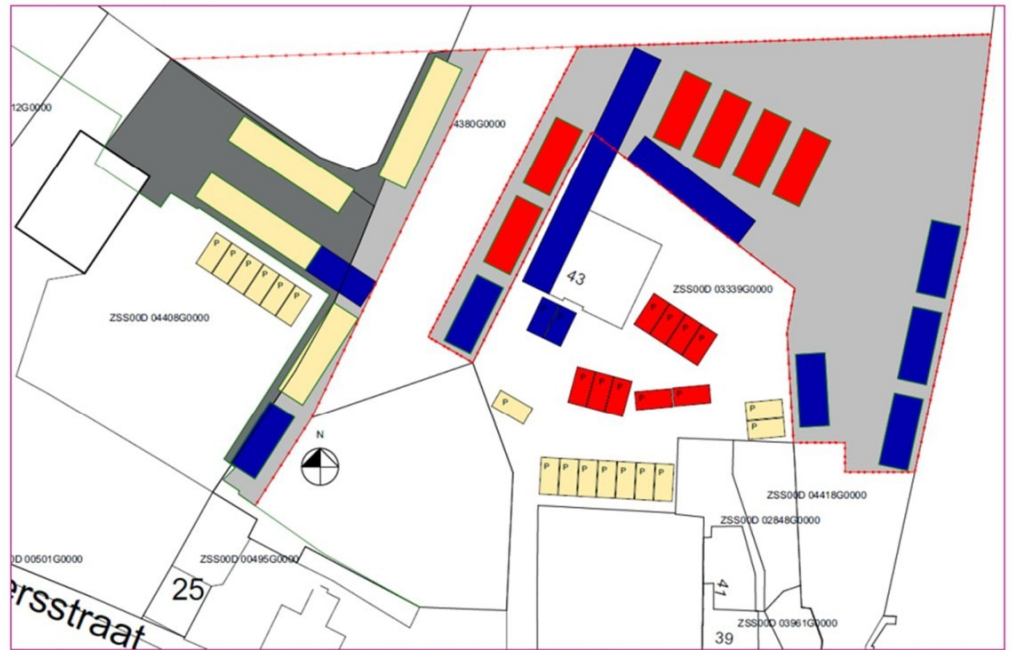 12G0000
4380G0000
P P P P P P
43
ZSS00D 03339G0000
ZSS00D 04408G0000
P
P P P P
P P P
P P
P
P
P
N
P P P P P P P
ZSS00D 04418G0000
ZSS00D 02848G0000
0D 00501G0000
ZSS00D 00495G0000
25
41
ersstraat
ZSS00D 03961G0000
39